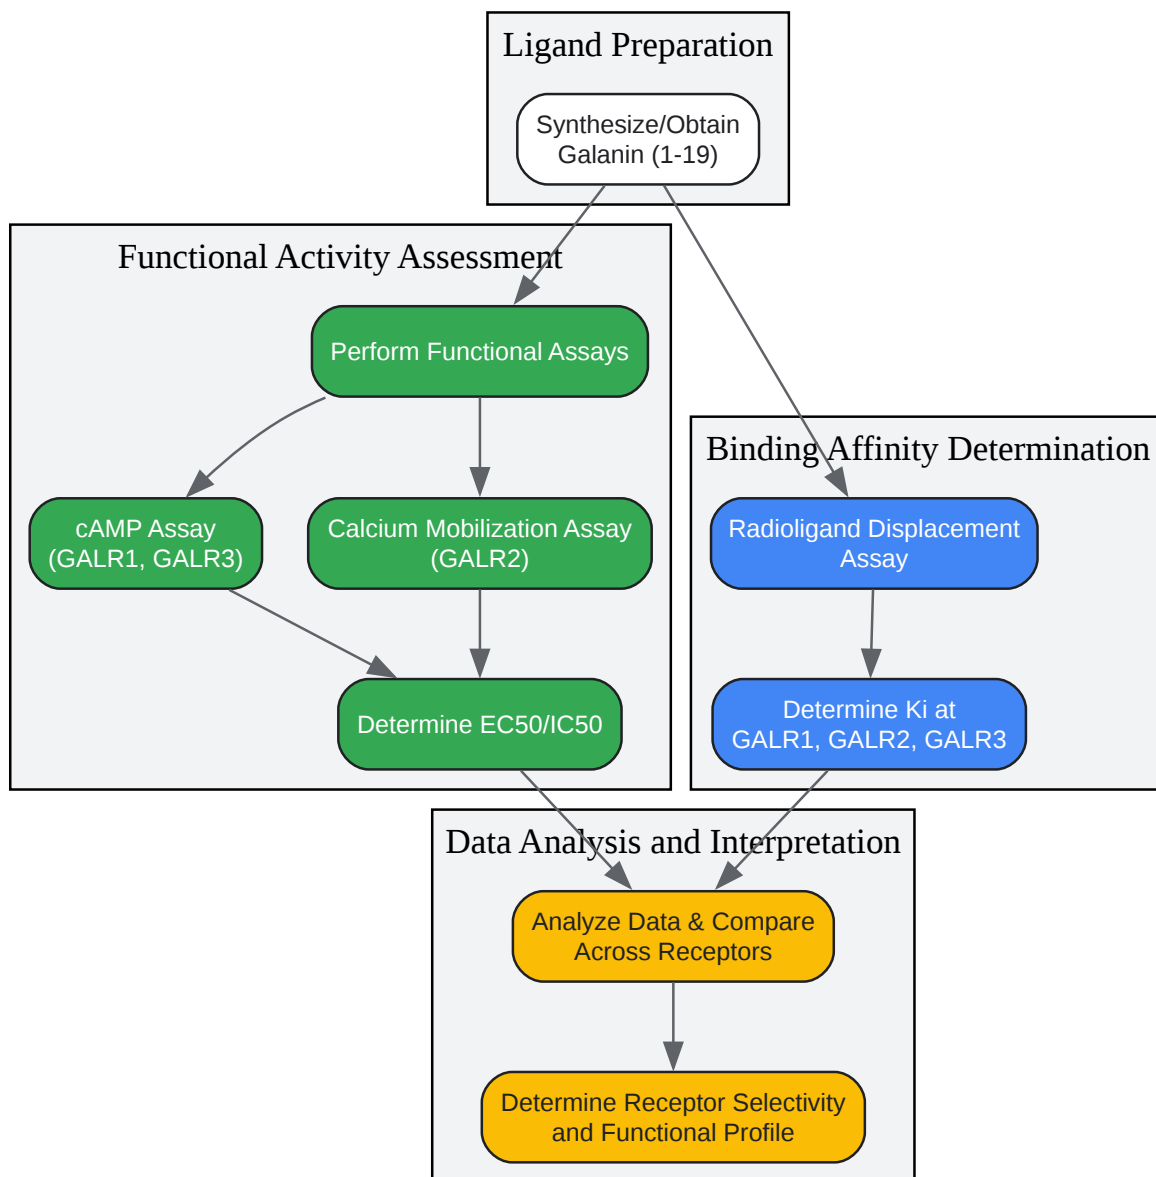 Ligand Preparation
Synthesize/Obtain
Galanin (1-19)
Functional Activity Assessment
Perform Functional Assays
cAMP Assay
(GALR1, GALR3)
Calcium Mobilization Assay
(GALR2)
Determine EC50/IC50
Binding Affinity Determination
Radioligand Displacement
Assay
Determine Ki at
GALR1, GALR2, GALR3
Data Analysis and Interpretation
Analyze Data & Compare
Across Receptors
Determine Receptor Selectivity
and Functional Profile